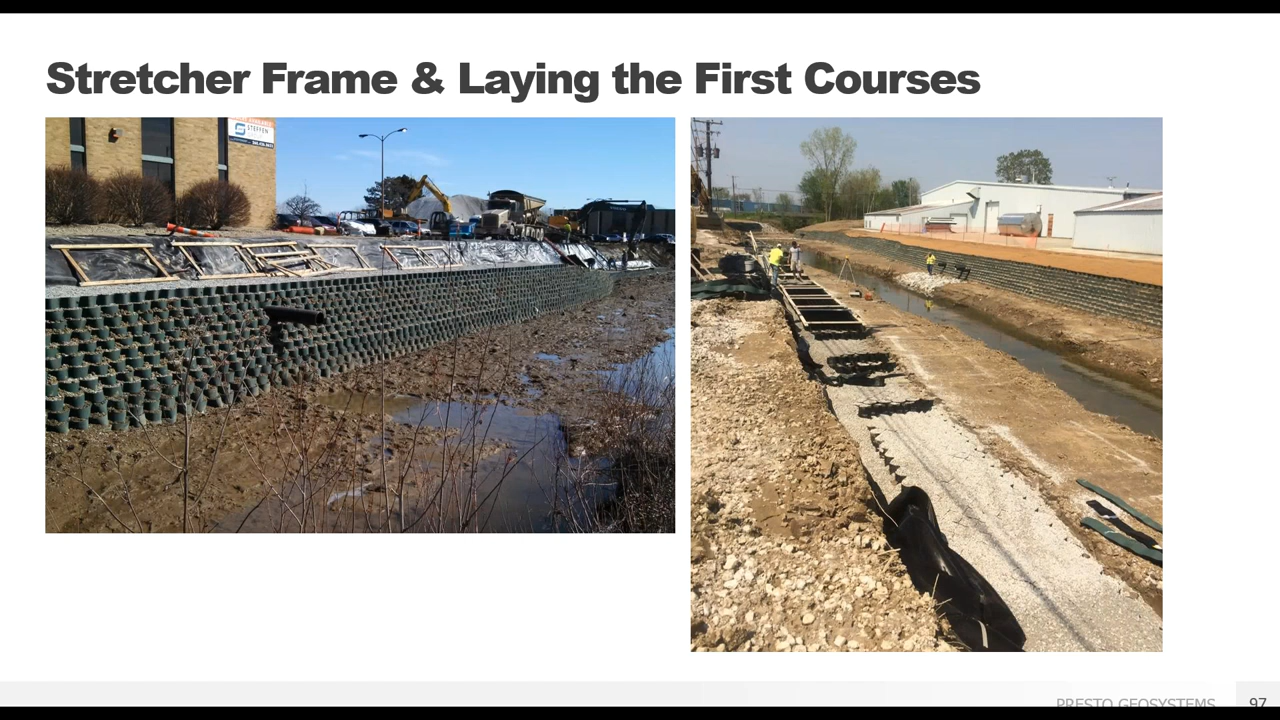 Stretcher Frame & Laying the First Courses
STEFFEN
PRESTO GEOSYSTEMS
97